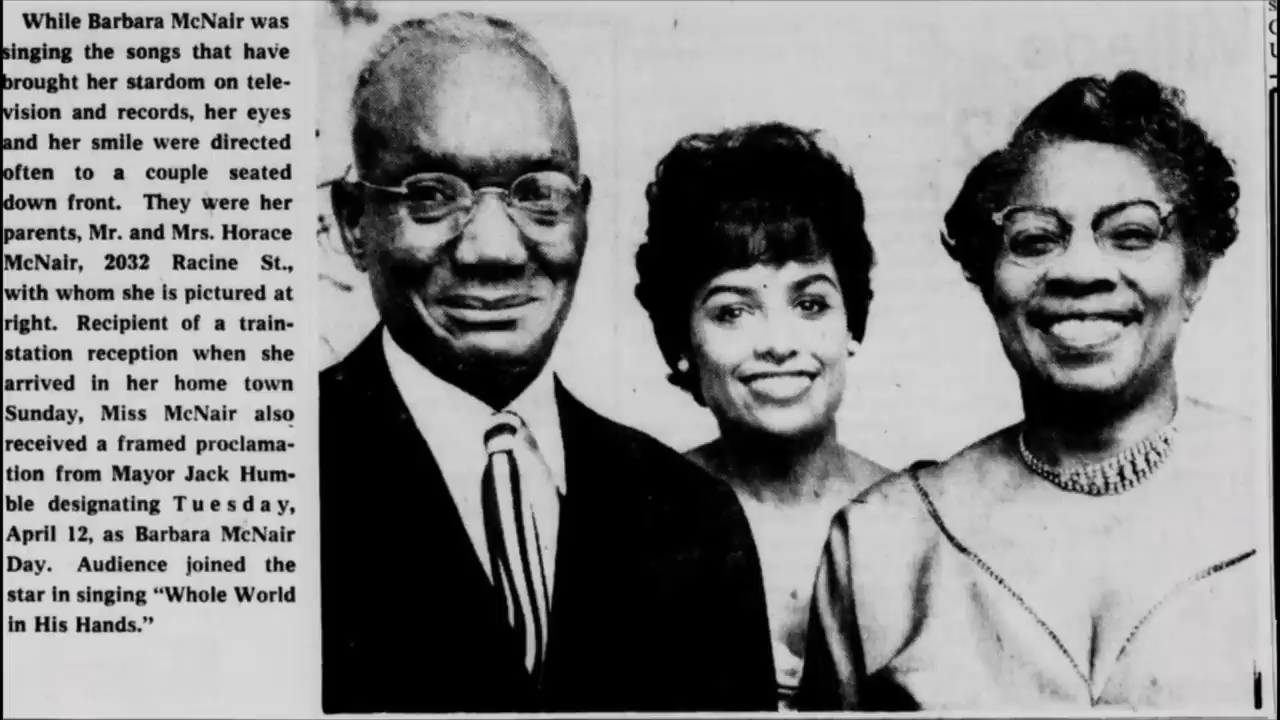 While Barbara McNair was
singing the songs that have
brought her stardom on tele-
vision and records, her eyes
and her smile were directed
often to a couple seated
down front. They were her
parents, Mr. and Mrs. Horace
McNair, 2032 Racine St.,
with whom she is pictured at
right. Recipient of a train-
station reception when she
arrived in her home town
Sunday, Miss McNair also
received a framed proclama-
tion from Mayor Jack Hum-
ble designating Tuesday,
April 12, as Barbara McNair
Day. Audience joined the
star in singing “Whole World
in His Hands.”